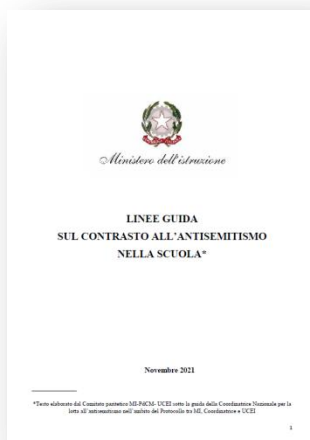 Ministero dell'istruzione
LINEE GUIDA
SUL CONTRASTO ALL'ANTISEMITISMO
NELLA SCUOLA*
Novembre 2021
*Testo elaborato dal Comitato paritetico MI-PdCM- UCEI sotto la guida della Coordinatrice Nazionale per la
lotta all'antisemitismo nell'ambito del Protocollo tra MI, Coordinatrice e UCEI
1